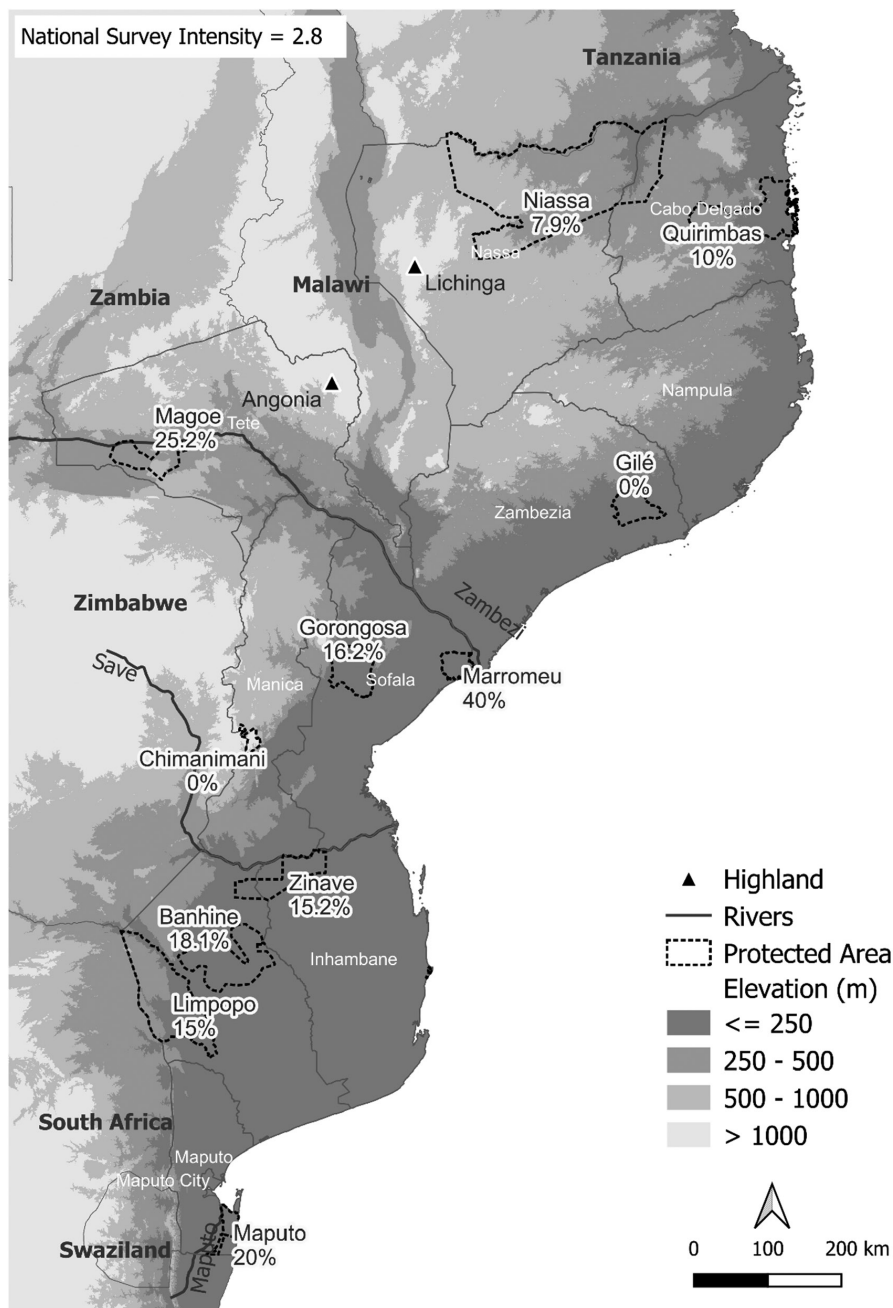 National Survey Intensity = 2.8
Tanzania
Niassa
7.9%
Nassa
Cabo Delgado
Quirimbas
10%
Zambia
Malawi
Lichinga
Angonia
Nampula
Magoe
25.2%
Tete
Gilé
0%
Zambezia
Zimbabwe
Zambezi
Gorongosa
16.2%
Sofala
Save
Manica
Marromeu
40%
Chimanimani
0%
Zinave
15.2%
Banhine
18.1%
Inhambane
Limpopo
15%
South Africa
Maputo
Maputo City
Swaziland
Maputo
Maputo
20%
Highland
Rivers
Protected Area
Elevation (m)
<= 250
250 - 500
500 - 1000
> 1000
0 100 200 km